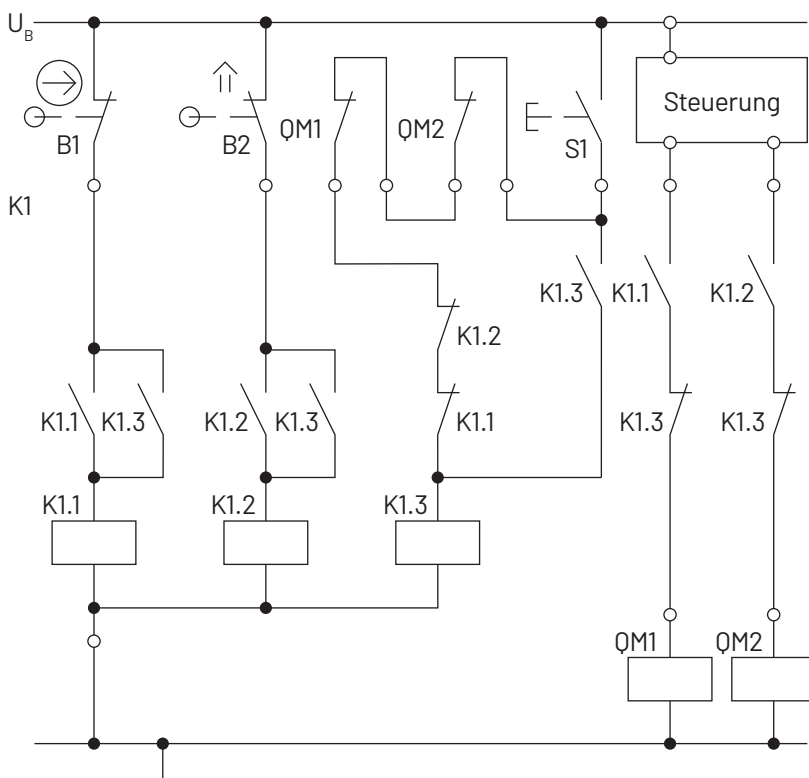 U_B
Steuerung
B1
B2
QM1
QM2
S1
K1
K1.3
K1.1
K1.2
K1.2
K1.1
K1.3
K1.2
K1.3
K1.1
K1.3
K1.3
K1.1
K1.2
K1.3
QM1
QM2